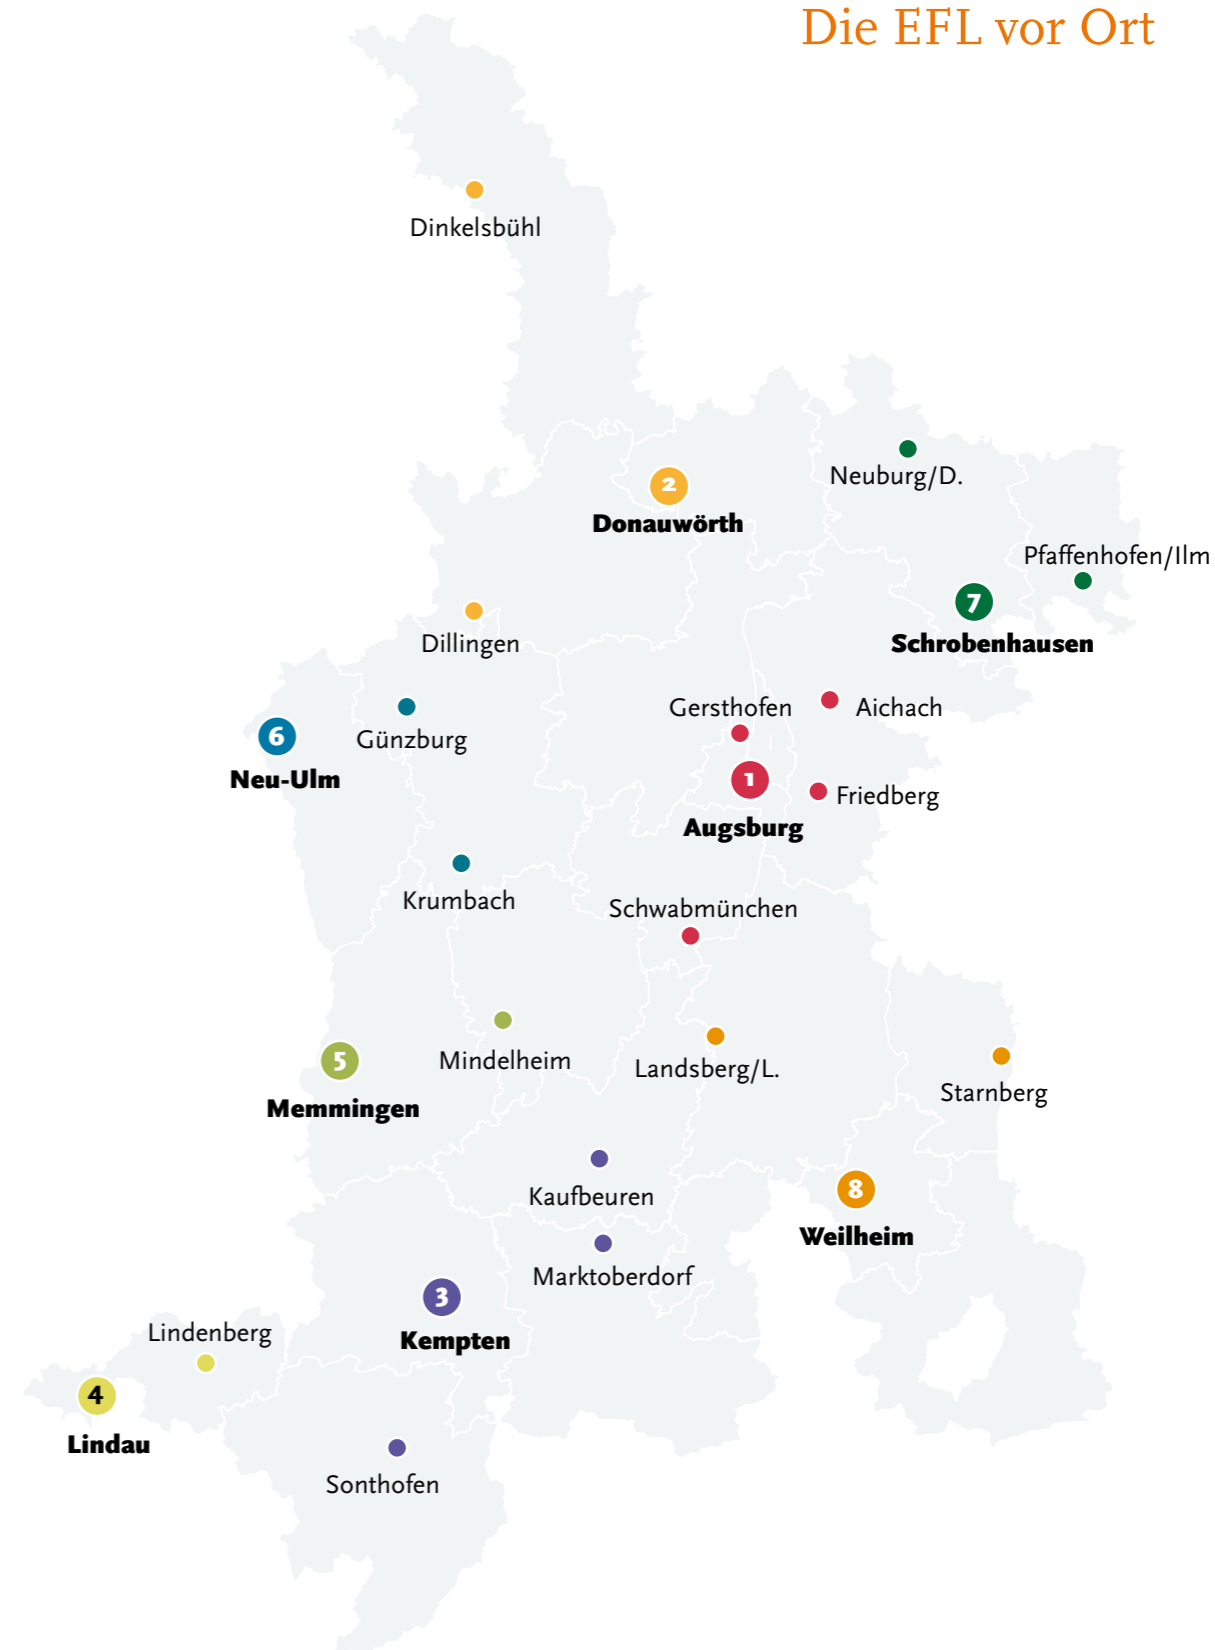 Die EFL vor Ort
Dinkelsbühl
Neuburg/D.
2
Donauwörth
Pfaffenhofen/Ilm
7
Schrobenhausen
Dillingen
Gersthofen
Aichach
6
Günzburg
Neu-Ulm
1
Friedberg
Augsburg
Krumbach
Schwabmünchen
5
Mindelheim
Landsberg/L.
Starnberg
Memmingen
Kaufbeuren
8
Weilheim
Marktoberdorf
3
Kempten
Lindenberg
4
Lindau
Sonthofen